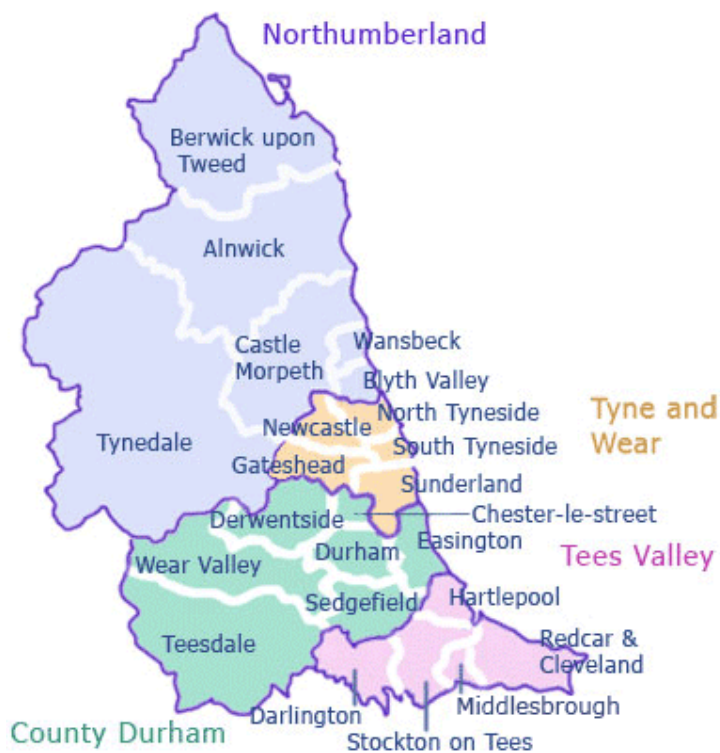 Northumberland
Berwick upon
Tweed
Alnwick
Castle
Morpeth
Wansbeck
Blyth Valley
Tynedale
Newcastle
North Tyneside
Tyne and
Wear
South Tyneside
Gateshead
Sunderland
Chester-le-street
Derwentside
Durham
Easington
Wear Valley
Tees Valley
Sedgefield
Hartlepool
Teesdale
Redcar &
Cleveland
Darlington
Middlesbrough
County Durham
Stockton on Tees